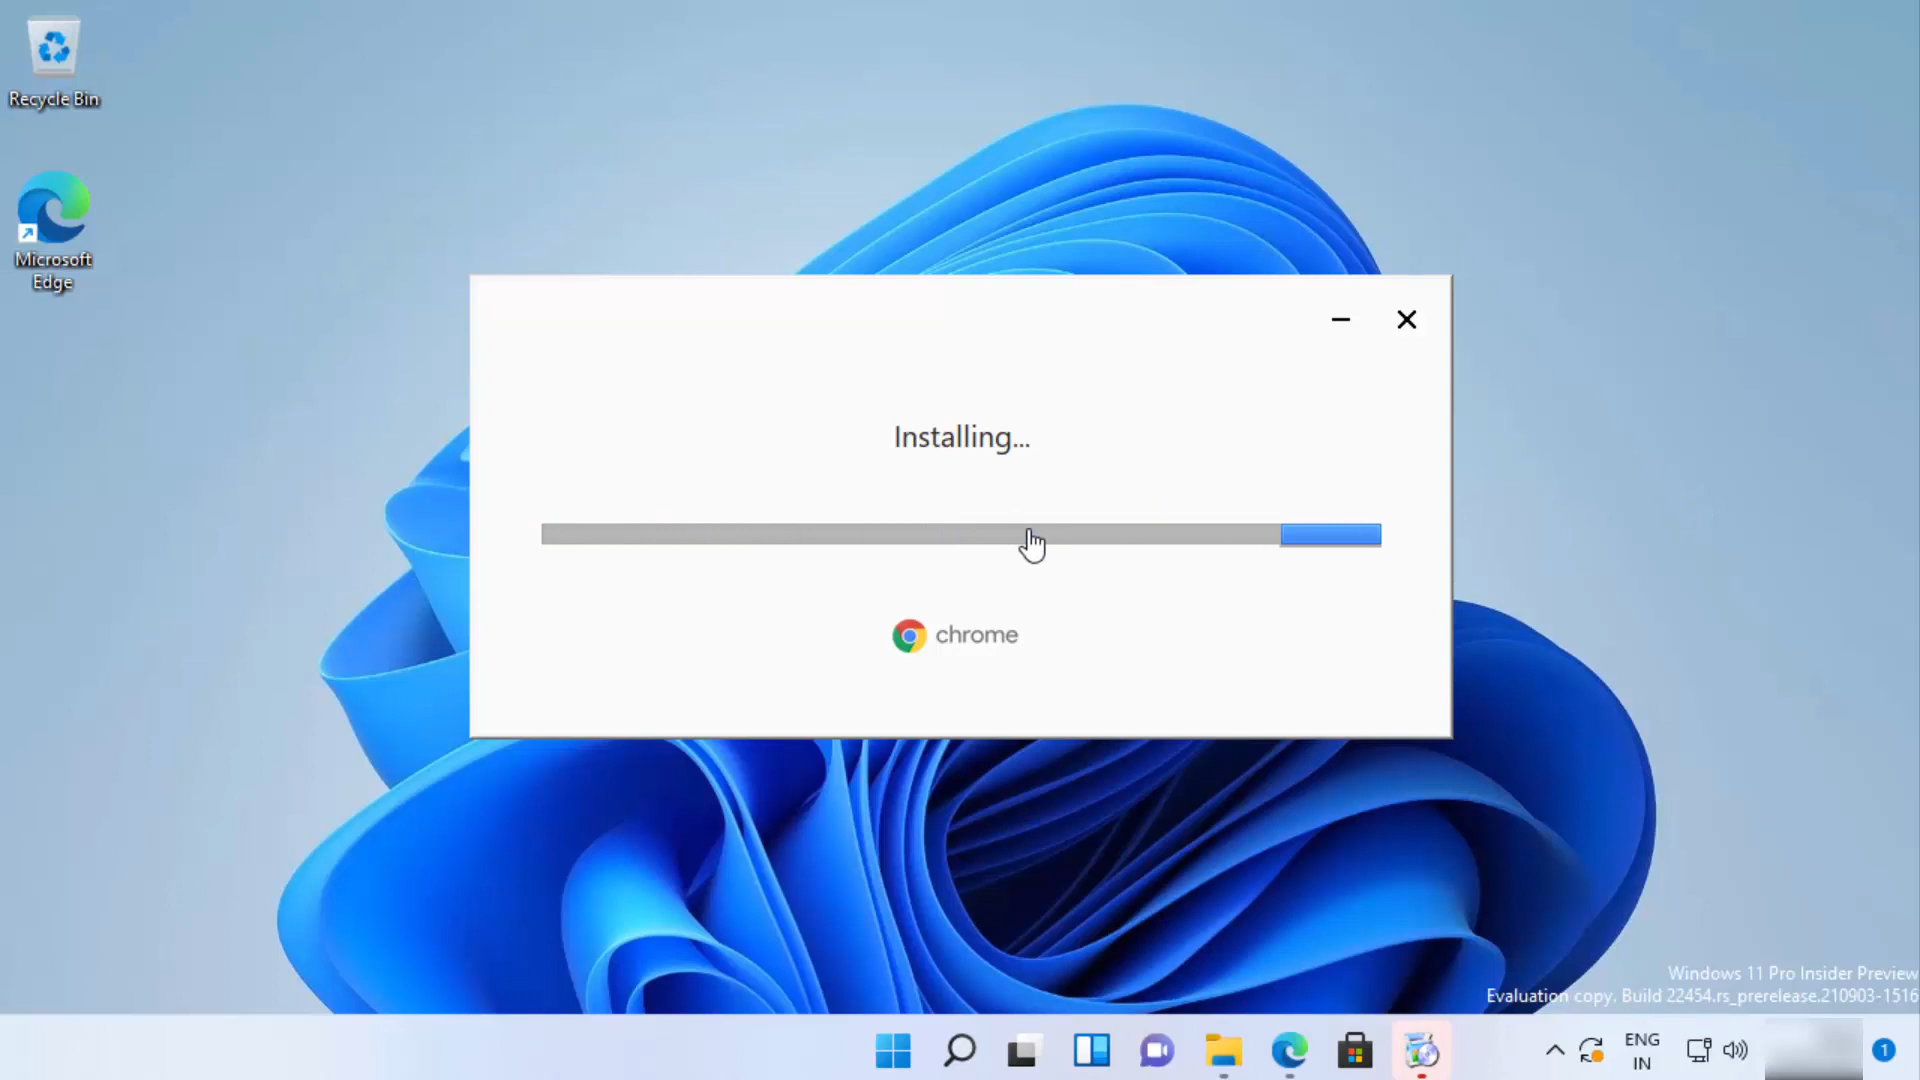 Recycle Bin
Microsoft
Edge
Installing...
chrome
Windows 11 Pro Insider Preview
Evaluation copy. Build 22454.rs_prerelease.210903-1516
ENG
IN
1